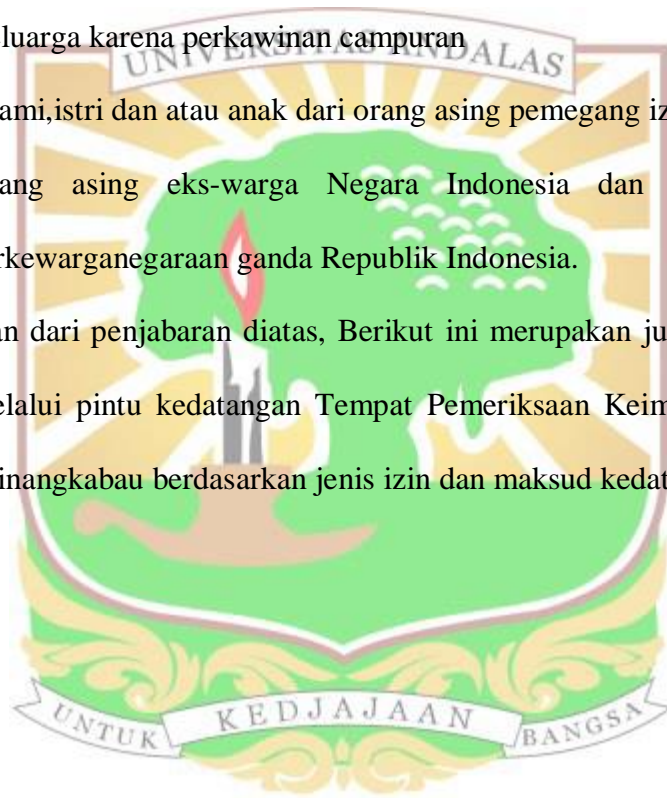 eluarga karena perkawinan campuran
UNIVERSITAS ANDALAS
ami,istri dan atau anak dari orang asing pemegang iz
ang asing eks-warga Negara Indonesia dan
rkewarganegaraan ganda Republik Indonesia.
an dari penjabaran diatas, Berikut ini merupakan ju
elalui pintu kedatangan Tempat Pemeriksaan Keim
inangkabau berdasarkan jenis izin dan maksud kedat
UNTUK KEDJAJAAN BANGSA